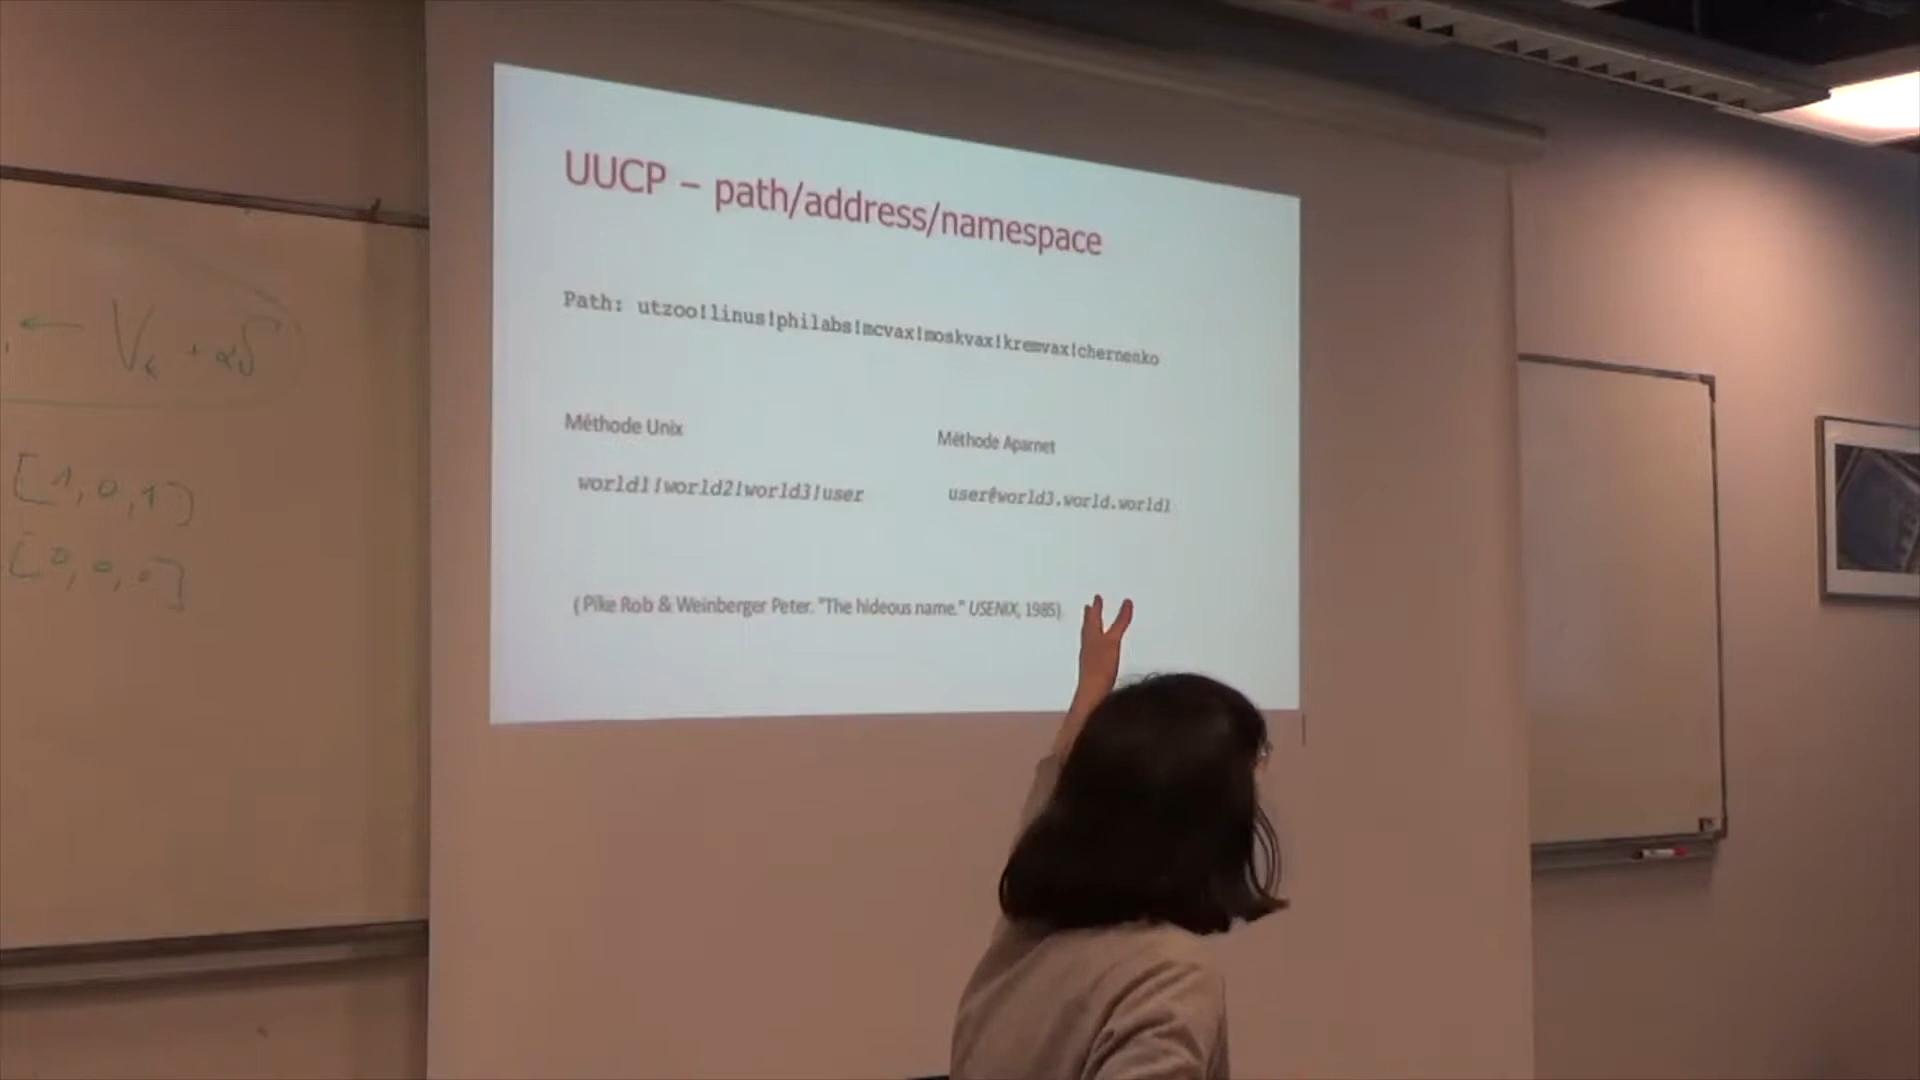 UUCP – path/address/namespace
Path: utzoo!linus!philabs!mcvax!moskvax!kremvax!chernenko
Méthode Unix
Méthode Aparnet
world1!world2!world3!user
user@world3.world.world1
(Pike Rob & Weinberger Peter. "The hideous name." USENIX, 1985)
← V + αδ
[1,0,1]
[0,0,0]